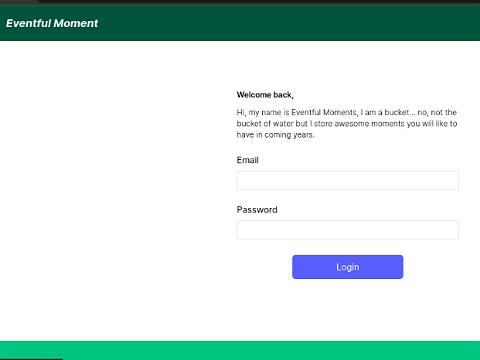 Eventful Moment
Welcome back,
Hi, my name is Eventful Moments, I am a bucket... no, not the
bucket of water but I store awesome moments you will like to
have in coming years.
Email
Password
Login